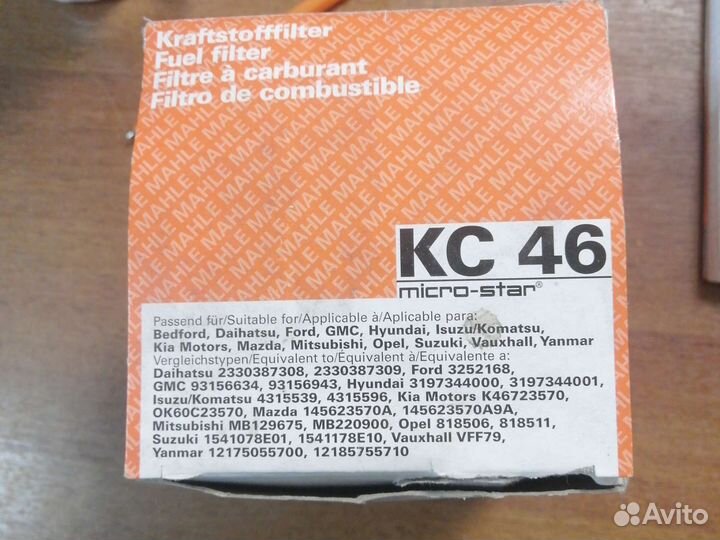 Kraftstofffilter
Fuel filter
Filtre à carburant
Filtro de combustible
MAHLE
KC 46
micro-star®
Passend für/Suitable for/Applicable à/Aplicable para:
Bedford, Daihatsu, Ford, GMC, Hyundai, Isuzu/Komatsu,
Kia Motors, Mazda, Mitsubishi, Opel, Suzuki, Vauxhall, Yanmar
Vergleichstypen/Equivalent to/Équivalent à/Equivalente a:
Daihatsu 2330387308, 2330387309, Ford 3252168,
GMC 93156634, 93156943, Hyundai 3197344000, 3197344001,
Isuzu/Komatsu 4315539, 4315596, Kia Motors K46723570,
OK60C23570, Mazda 145623570A, 145623570A9A,
Mitsubishi MB129675, MB220900, Opel 818506, 818511,
Suzuki 1541078E01, 1541178E10, Vauxhall VFF79,
Yanmar 12175055700, 12185755710
Avito